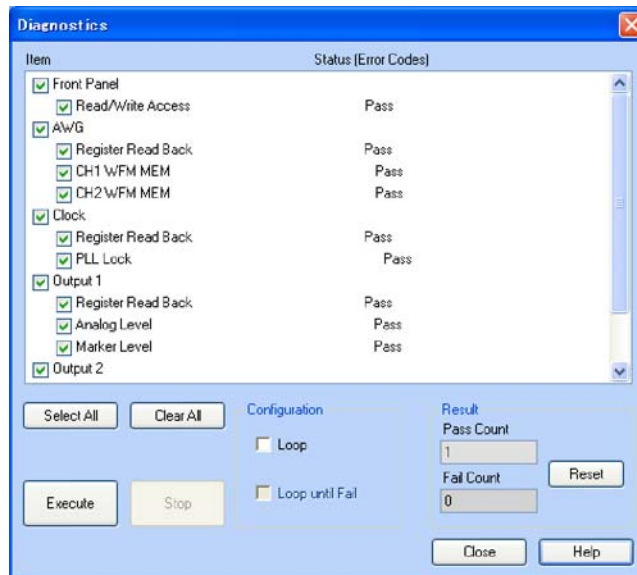 Diagnostics
Item Status (Error Codes)
Front Panel
Read/Write Access Pass
AWG
Register Read Back Pass
CH1 WFM MEM Pass
CH2 WFM MEM Pass
Clock
Register Read Back Pass
PLL Lock Pass
Output 1
Register Read Back Pass
Analog Level Pass
Marker Level Pass
Output 2
Select All Clear All Configuration Result
Pass Count
Loop 1
Fail Count Reset
Execute Stop Loop until Fail 0
Close Help